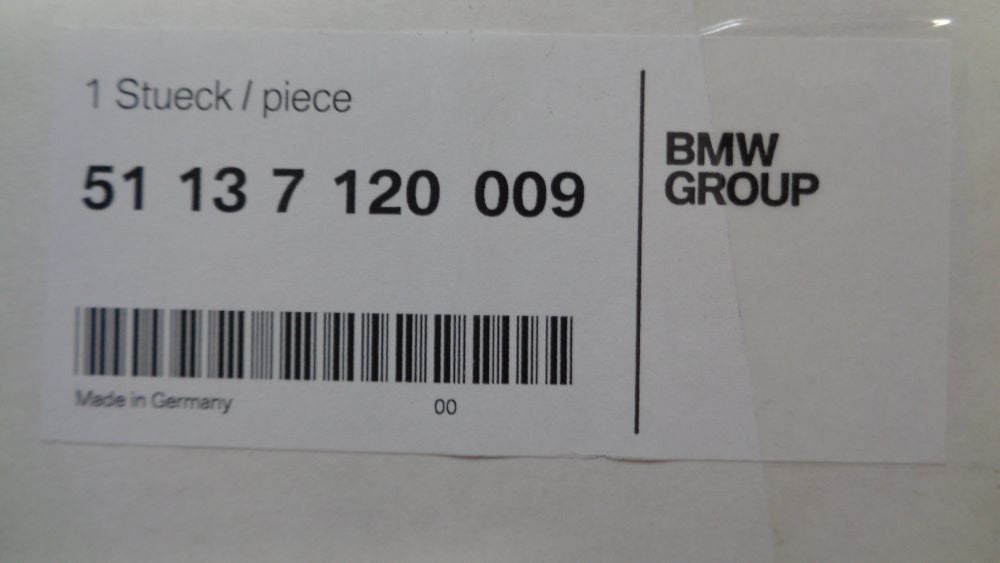 1 Stueck / piece
51 13 7 120 009
BMW
GROUP
Made in Germany
00